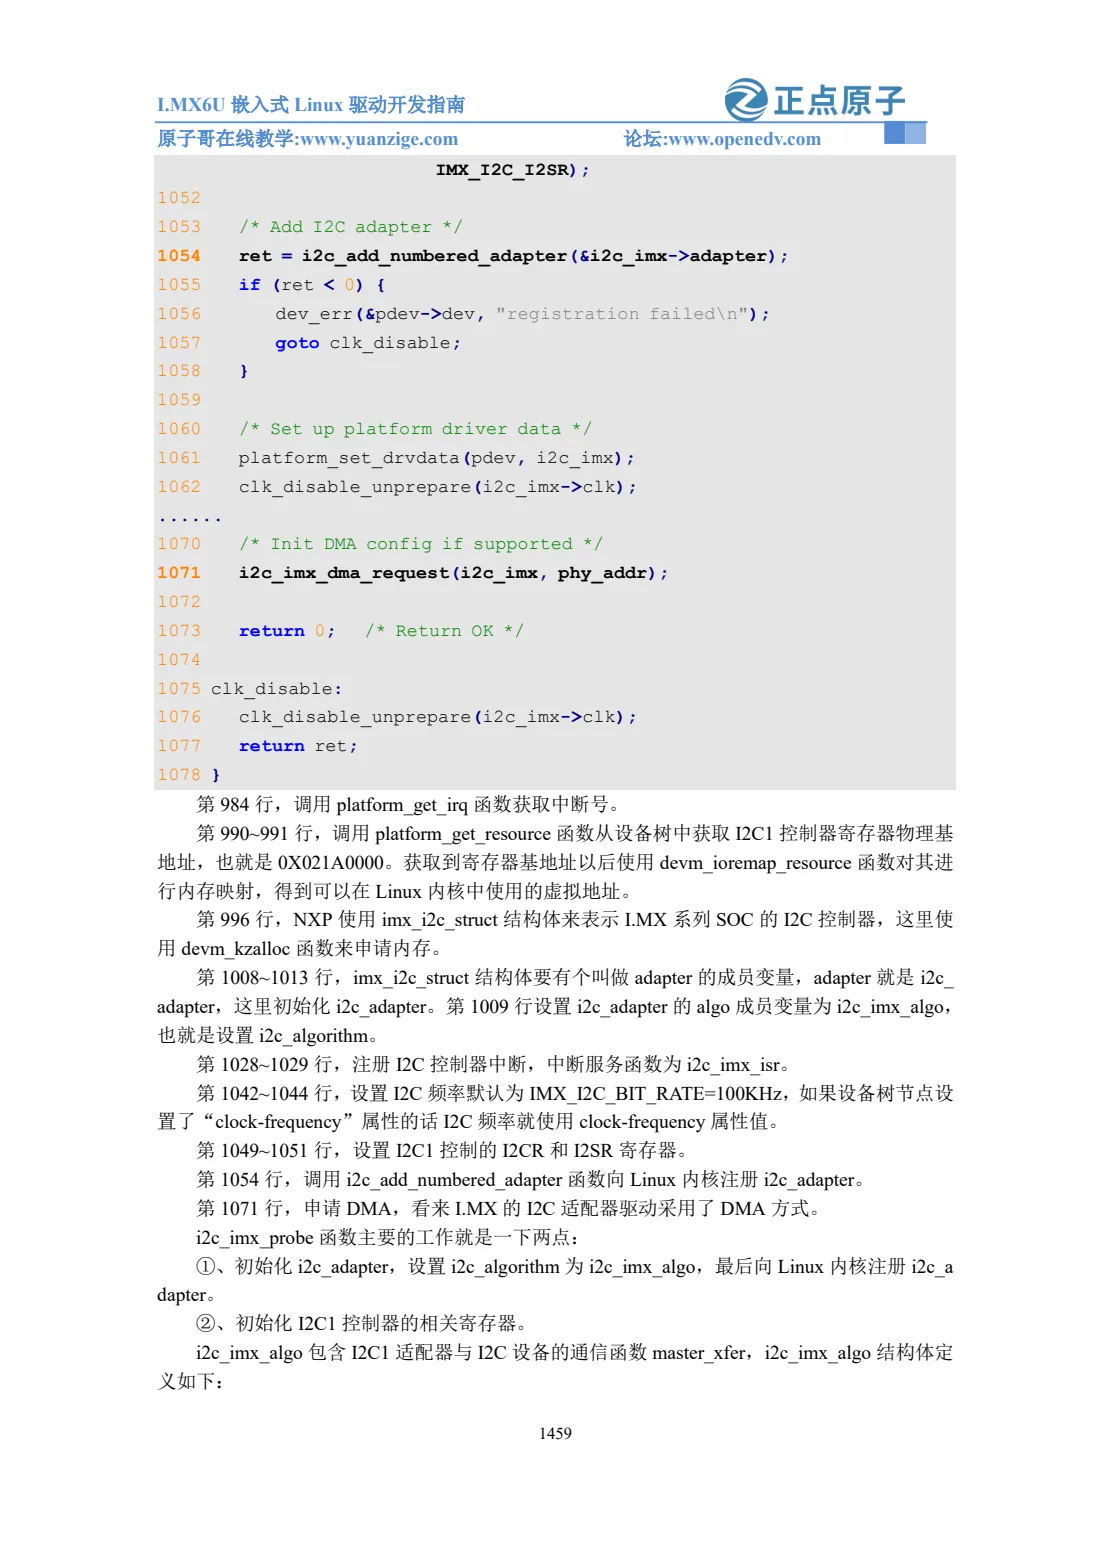 I.MX6U 嵌入式 Linux 驱动开发指南
正点原子
原子哥在线教学:www.yuanzige.com 论坛:www.openedv.com
IMX_I2C_I2SR);
1052
1053 /* Add I2C adapter */
1054 ret = i2c_add_numbered_adapter(&i2c_imx->adapter);
1055 if (ret < 0) {
1056 dev_err(&pdev->dev, "registration failed\n");
1057 goto clk_disable;
1058 }
1059
1060 /* Set up platform driver data */
1061 platform_set_drvdata(pdev, i2c_imx);
1062 clk_disable_unprepare(i2c_imx->clk);
......
1070 /* Init DMA config if supported */
1071 i2c_imx_dma_request(i2c_imx, phy_addr);
1072
1073 return 0; /* Return OK */
1074
1075 clk_disable:
1076 clk_disable_unprepare(i2c_imx->clk);
1077 return ret;
1078 }
第 984 行，调用 platform_get_irq 函数获取中断号。
第 990~991 行，调用 platform_get_resource 函数从设备树中获取 I2C1 控制器寄存器物理基
地址，也就是 0X021A0000。获取到寄存器基地址以后使用 devm_ioremap_resource 函数对其进
行内存映射，得到可以在 Linux 内核中使用的虚拟地址。
第 996 行，NXP 使用 imx_i2c_struct 结构体来表示 I.MX 系列 SOC 的 I2C 控制器，这里使
用 devm_kzalloc 函数来申请内存。
第 1008~1013 行，imx_i2c_struct 结构体要有个叫做 adapter 的成员变量，adapter 就是 i2c_
adapter，这里初始化 i2c_adapter。第 1009 行设置 i2c_adapter 的 algo 成员变量为 i2c_imx_algo，
也就是设置 i2c_algorithm。
第 1028~1029 行，注册 I2C 控制器中断，中断服务函数为 i2c_imx_isr。
第 1042~1044 行，设置 I2C 频率默认为 IMX_I2C_BIT_RATE=100KHz，如果设备树节点设
置了“clock-frequency”属性的话 I2C 频率就使用 clock-frequency 属性值。
第 1049~1051 行，设置 I2C1 控制的 I2CR 和 I2SR 寄存器。
第 1054 行，调用 i2c_add_numbered_adapter 函数向 Linux 内核注册 i2c_adapter。
第 1071 行，申请 DMA，看来 I.MX 的 I2C 适配器驱动采用了 DMA 方式。
i2c_imx_probe 函数主要的工作就是一下两点：
①、初始化 i2c_adapter，设置 i2c_algorithm 为 i2c_imx_algo，最后向 Linux 内核注册 i2c_a
dapter。
②、初始化 I2C1 控制器的相关寄存器。
i2c_imx_algo 包含 I2C1 适配器与 I2C 设备的通信函数 master_xfer，i2c_imx_algo 结构体定
义如下：
1459